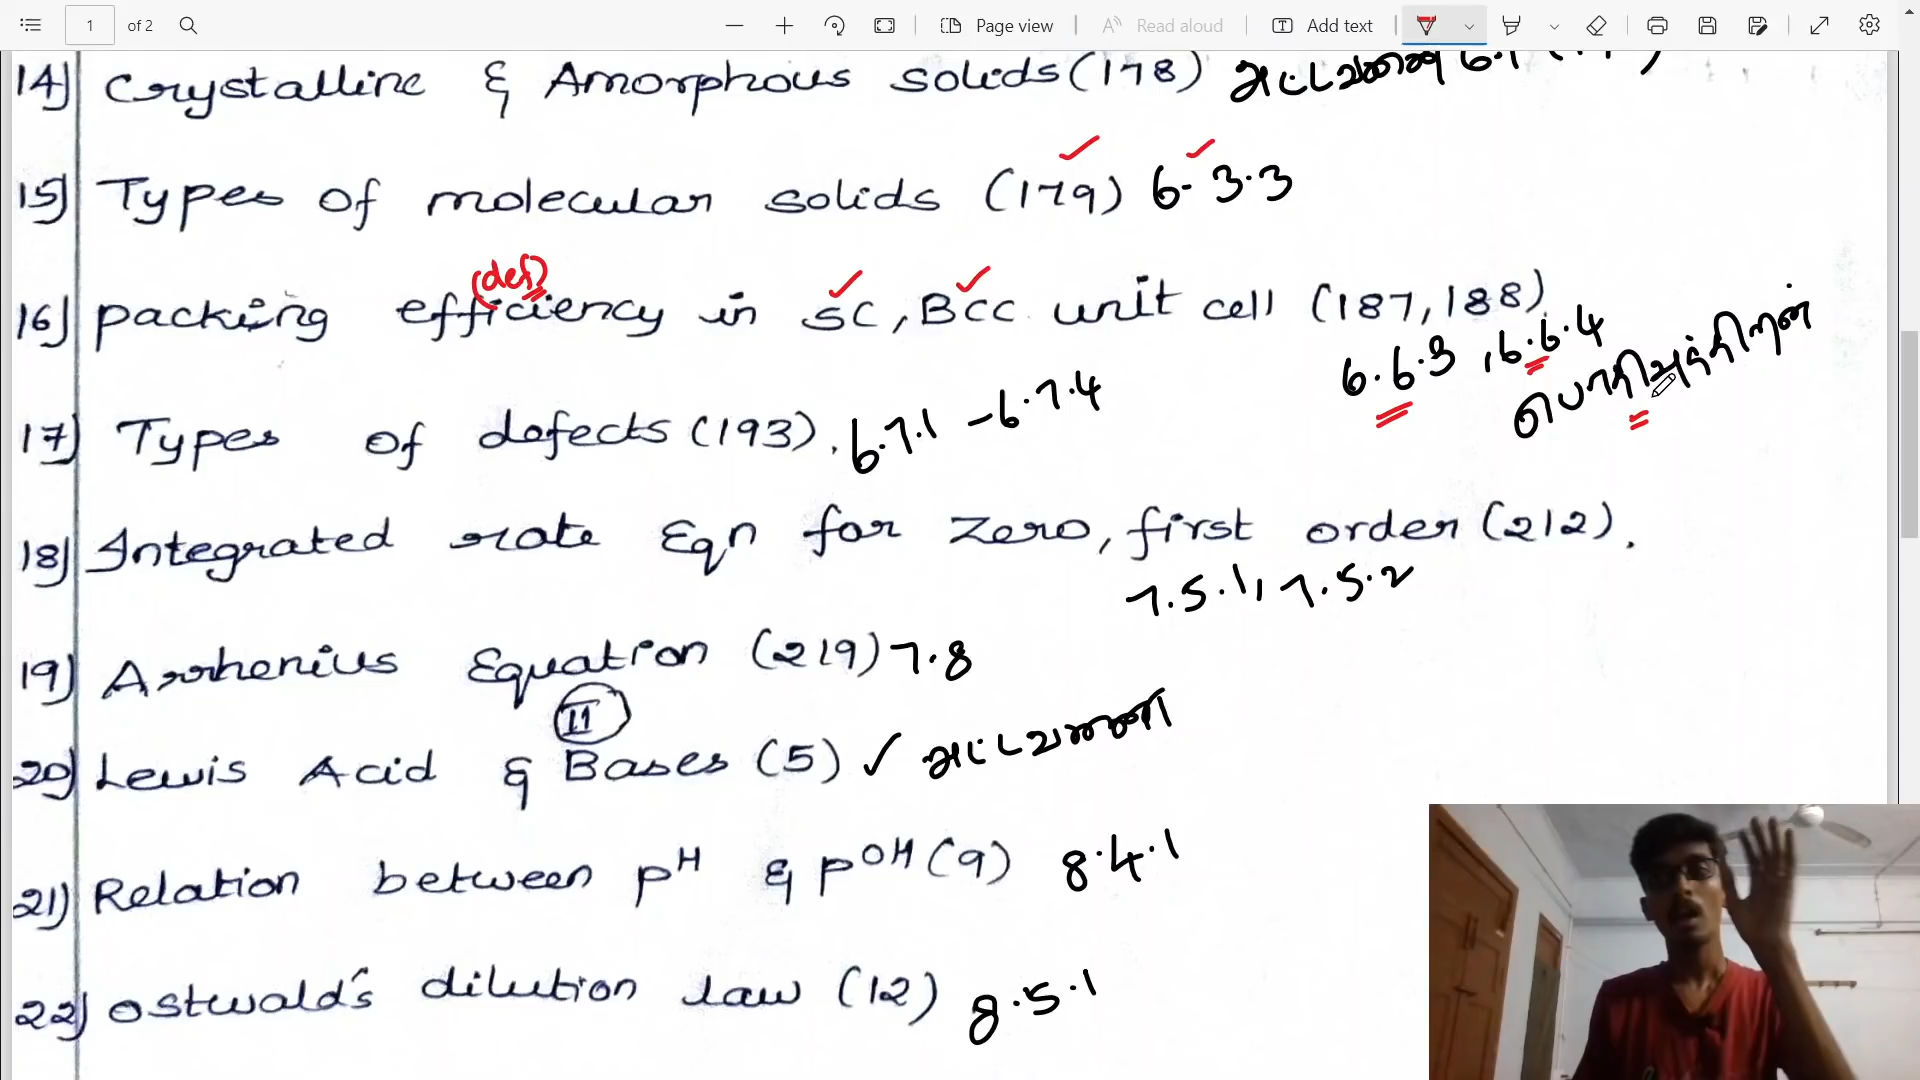 1 of 2 Page view Read aloud Add text
14) Crystalline & Amorphous solids (178) அட்டவணை 6.1
15) Types of molecular solids (179) 6.3.3
(def)
16) packing efficiency in SC, BCC unit cell (187, 188).
6.6.3, 6.6.4
பொதிவுத்திறன்
17) Types of defects (193). 6.7.1 - 6.7.4
18) Integrated rate Eqn for Zero, first order (212).
7.5.1, 7.5.2
19) Arrhenius Equation (219) 7.8
II
20) Lewis Acid & Bases (5) ✓ அட்டவணை
21) Relation between pH & pOH (9) 8.4.1
22) Ostwald's dilution law (12) 8.5.1